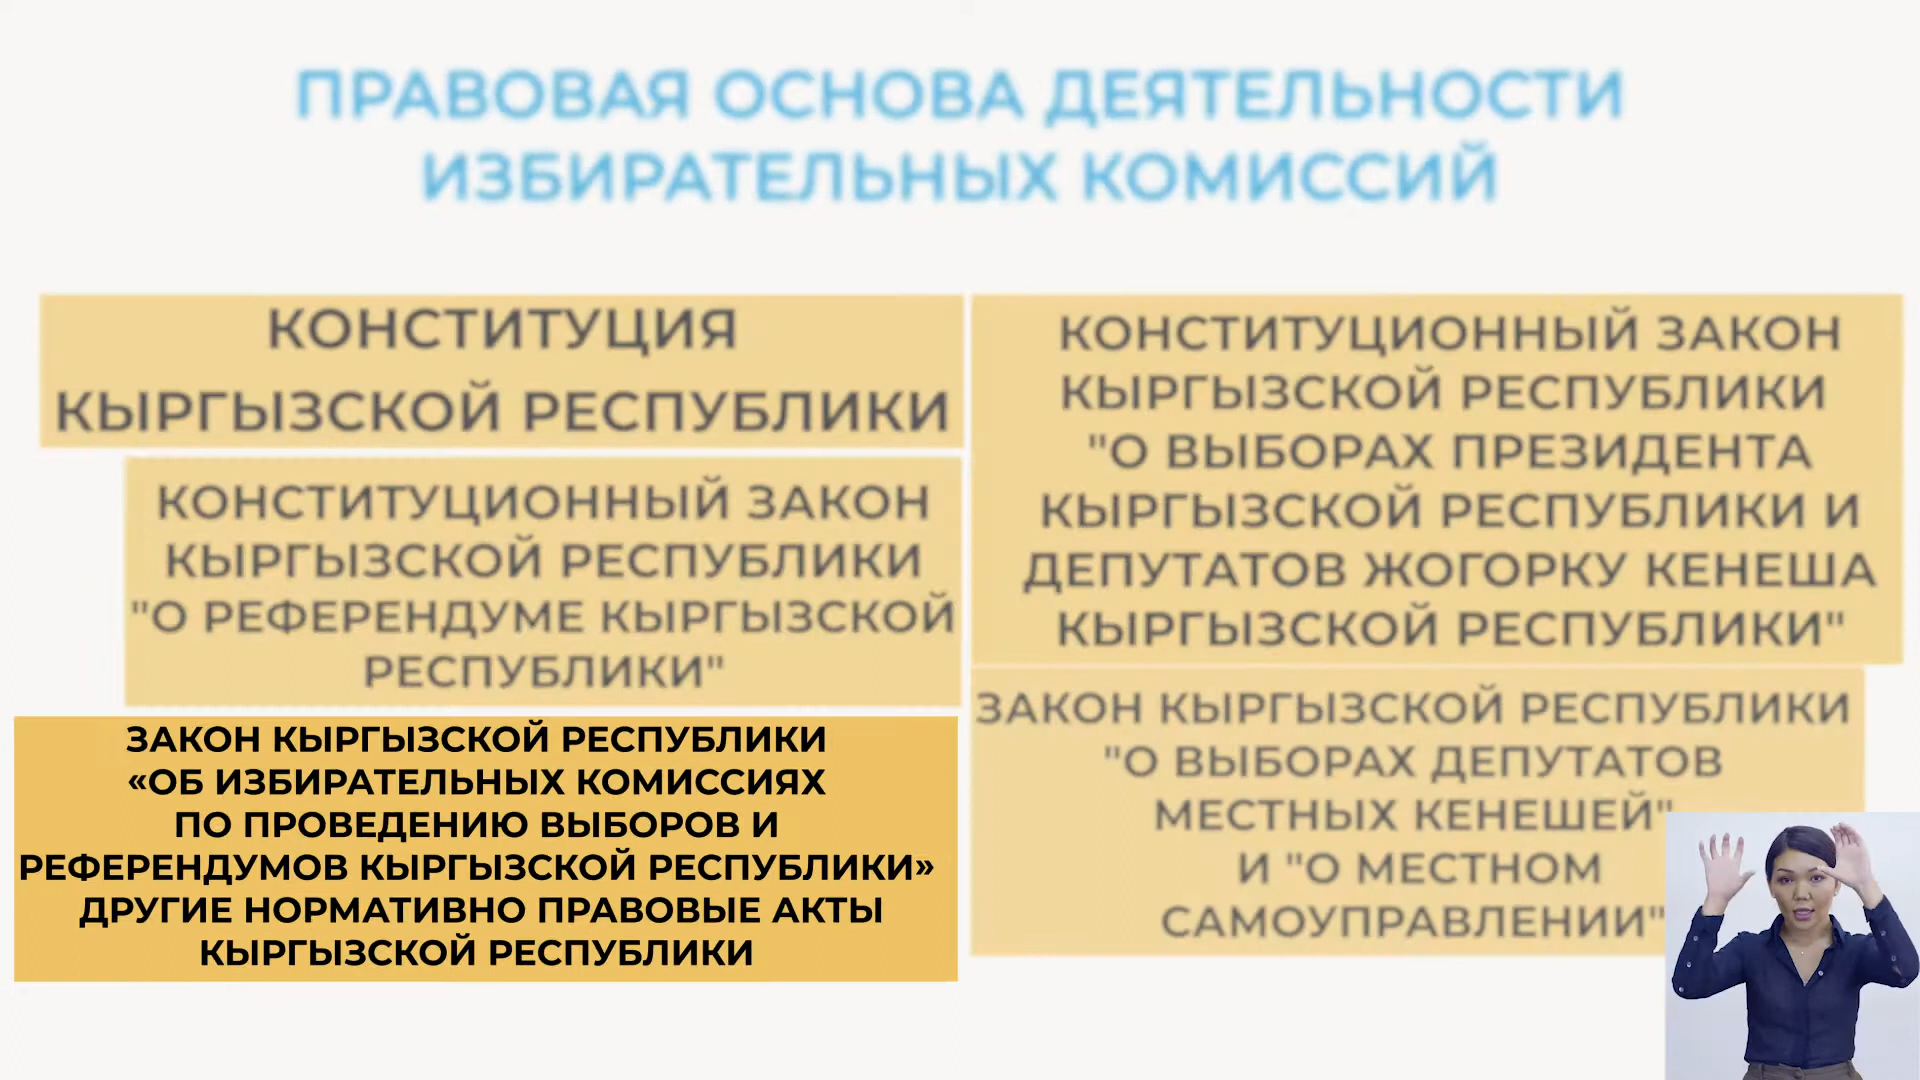 ПРАВОВАЯ ОСНОВА ДЕЯТЕЛЬНОСТИ
ИЗБИРАТЕЛЬНЫХ КОМИССИЙ
КОНСТИТУЦИЯ
КЫРГЫЗСКОЙ РЕСПУБЛИКИ
КОНСТИТУЦИОННЫЙ ЗАКОН
КЫРГЫЗСКОЙ РЕСПУБЛИКИ
"О РЕФЕРЕНДУМЕ КЫРГЫЗСКОЙ
РЕСПУБЛИКИ"
ЗАКОН КЫРГЫЗСКОЙ РЕСПУБЛИКИ
«ОБ ИЗБИРАТЕЛЬНЫХ КОМИССИЯХ
ПО ПРОВЕДЕНИЮ ВЫБОРОВ И
РЕФЕРЕНДУМОВ КЫРГЫЗСКОЙ РЕСПУБЛИКИ»
ДРУГИЕ НОРМАТИВНО ПРАВОВЫЕ АКТЫ
КЫРГЫЗСКОЙ РЕСПУБЛИКИ
КОНСТИТУЦИОННЫЙ ЗАКОН
КЫРГЫЗСКОЙ РЕСПУБЛИКИ
"О ВЫБОРАХ ПРЕЗИДЕНТА
КЫРГЫЗСКОЙ РЕСПУБЛИКИ И
ДЕПУТАТОВ ЖОГОРКУ КЕНЕША
КЫРГЫЗСКОЙ РЕСПУБЛИКИ"
ЗАКОН КЫРГЫЗСКОЙ РЕСПУБЛИКИ
"О ВЫБОРАХ ДЕПУТАТОВ
МЕСТНЫХ КЕНЕШЕЙ"
И "О МЕСТНОМ
САМОУПРАВЛЕНИИ"